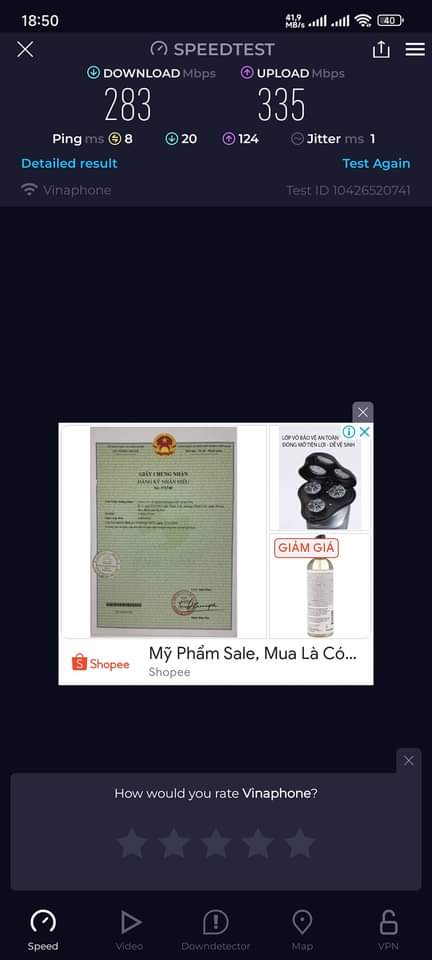 18:50
41,9
MB/s
40
SPEEDTEST
DOWNLOAD Mbps
UPLOAD Mbps
283
335
Ping ms 8
20
124
Jitter ms 1
Detailed result
Test Again
Vinaphone
Test ID 10426520741
GIẤY CHỨNG NHẬN
ĐĂNG KÝ NHÃN HIỆU
LỚP VỎ BẢO VỆ AN TOÀN
ĐÓNG MỞ TIỆN LỢI - DỄ VỆ SINH
GIẢM GIÁ
Shopee
Mỹ Phẩm Sale, Mua Là Có...
Shopee
How would you rate Vinaphone?
Speed
Video
Downdetector
Map
VPN